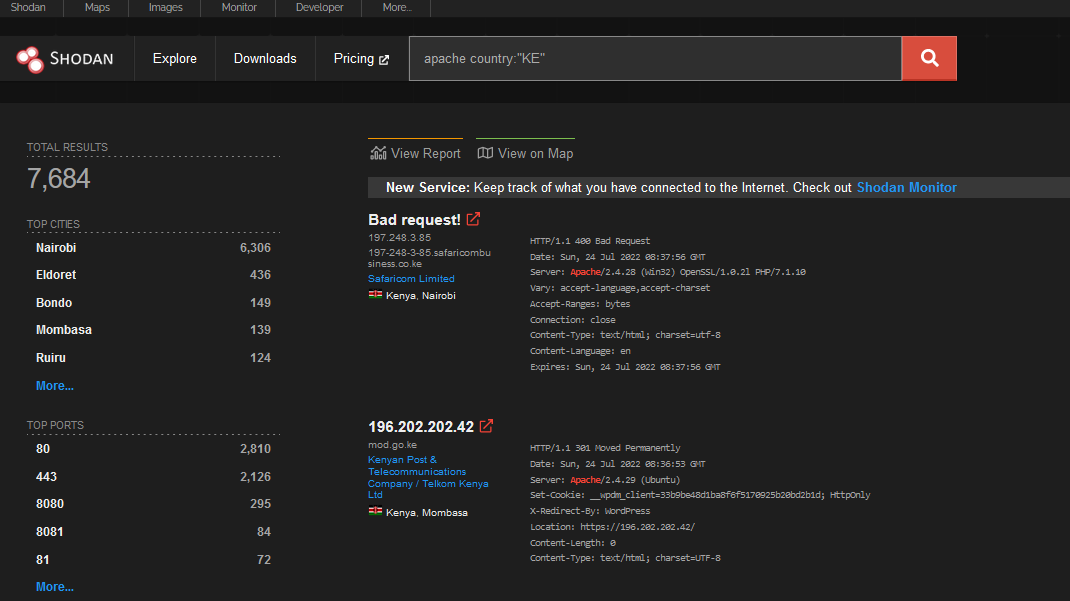 Shodan Maps Images Monitor Developer More...
SHODAN Explore Downloads Pricing apache country:"KE"
TOTAL RESULTS
7,684
TOP CITIES
Nairobi 6,306
Eldoret 436
Bondo 149
Mombasa 139
Ruiru 124
More...
TOP PORTS
80 2,810
443 2,126
8080 295
8081 84
81 72
More...
View Report View on Map
New Service: Keep track of what you have connected to the Internet. Check out Shodan Monitor
Bad request!
197.248.3.85
197-248-3-85.safaricombu
siness.co.ke
Safaricom Limited
Kenya, Nairobi
HTTP/1.1 400 Bad Request
Date: Sun, 24 Jul 2022 08:37:56 GMT
Server: Apache/2.4.28 (Win32) OpenSSL/1.0.2l PHP/7.1.10
Vary: accept-language,accept-charset
Accept-Ranges: bytes
Connection: close
Content-Type: text/html; charset=utf-8
Content-Language: en
Expires: Sun, 24 Jul 2022 08:37:56 GMT
196.202.202.42
mod.go.ke
Kenyan Post &
Telecommunications
Company / Telkom Kenya
Ltd
Kenya, Mombasa
HTTP/1.1 301 Moved Permanently
Date: Sun, 24 Jul 2022 08:36:53 GMT
Server: Apache/2.4.29 (Ubuntu)
Set-Cookie: __wpdm_client=33b9be48d1ba8f6f5170925b20bd2b1d; HttpOnly
X-Redirect-By: WordPress
Location: https://196.202.202.42/
Content-Length: 0
Content-Type: text/html; charset=UTF-8